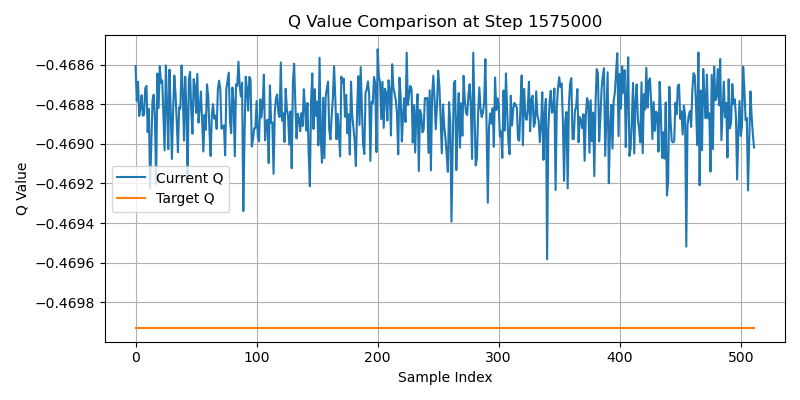 Q Value Comparison at Step 1575000
−0.4686
−0.4688
−0.4690
−0.4692
−0.4694
−0.4696
−0.4698
Q Value
Current Q
Target Q
0 100 200 300 400 500
Sample Index